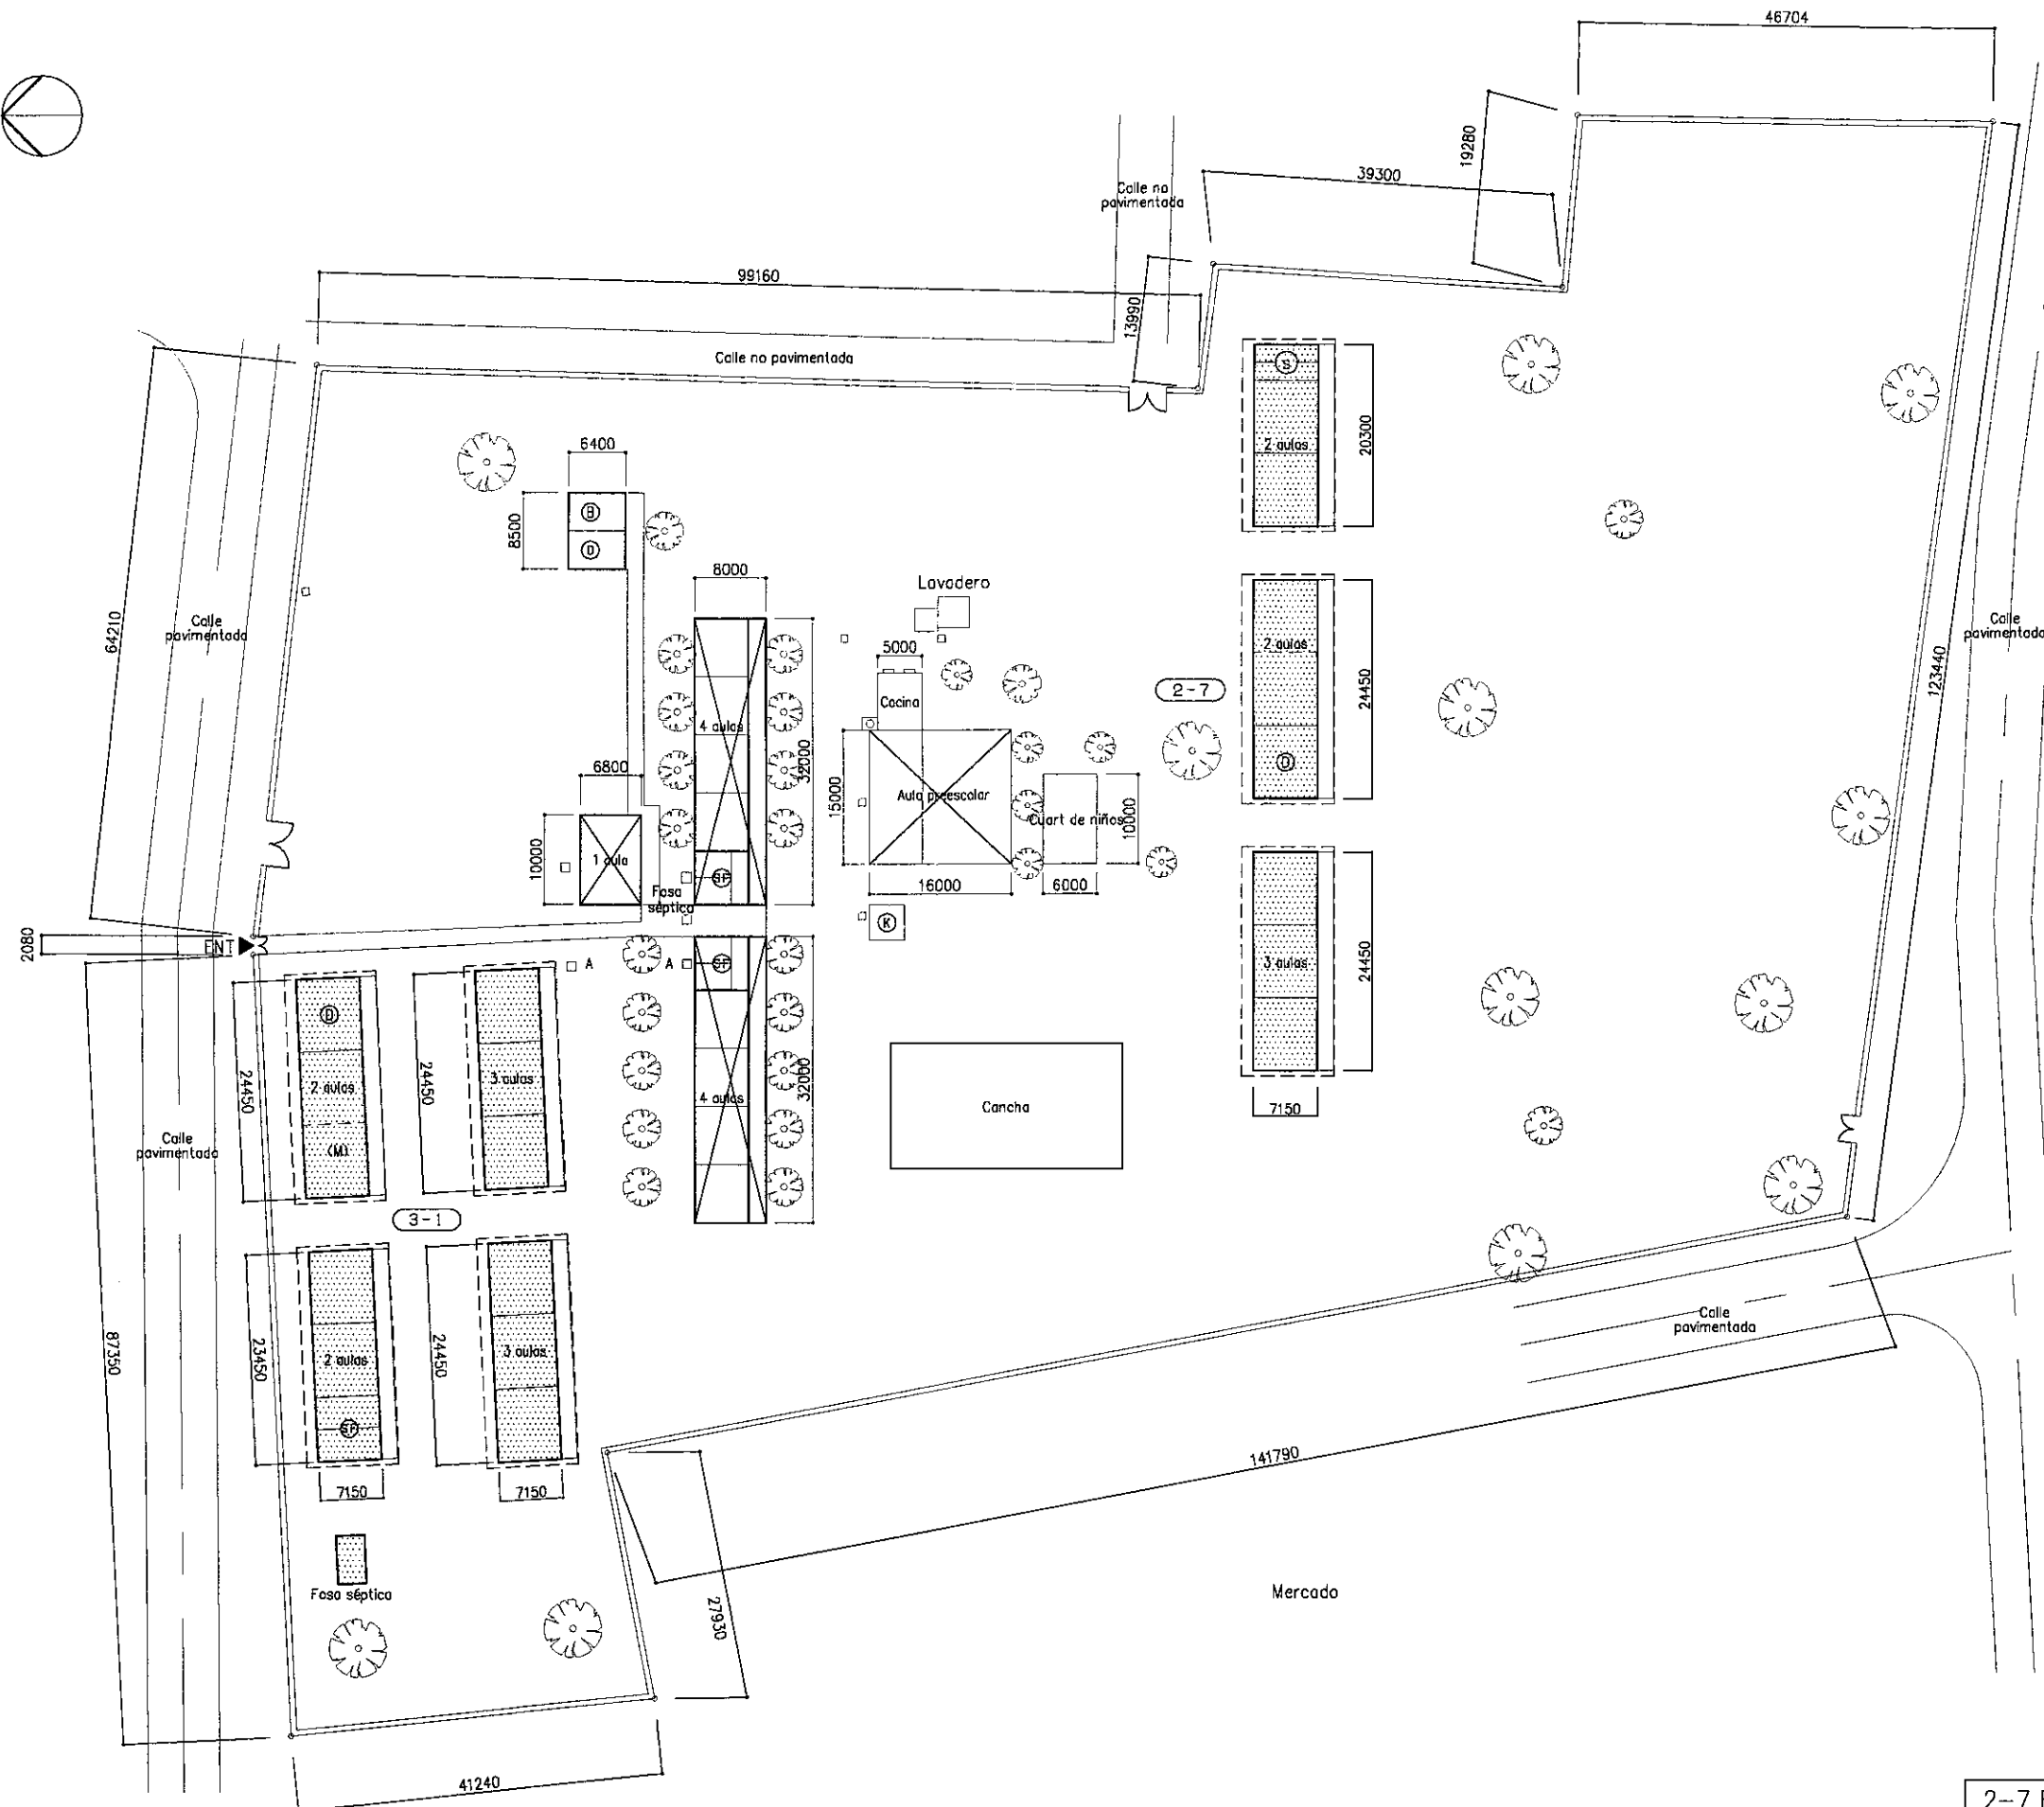 46704
19280
39300
Calle no
pavimentada
99160
13990
Calle no pavimentada
S
2 aulas
20300
6400
8500
B
D
8000
Lavadero
64210
Calle
pavimentada
Calle
pavimentada
5000
2 aulas
2-7
24450
123440
Cocina
4 aulas
32000
6800
15000
Aula preescolar
D
Cuart de niños
10000
10000
1 aula
SF
Fosa
séptica
16000
6000
K
2080
ENT
A
A
SF
3 aulas
24450
D
24450
2 aulas
(M)
24450
3 aulas
4 aulas
32000
Cancha
7150
Calle
pavimentada
3-1
87350
23450
2 aulas
SF
24450
3 aulas
Calle
pavimentada
7150
7150
141790
Fosa séptica
27930
Mercado
41240
2-7